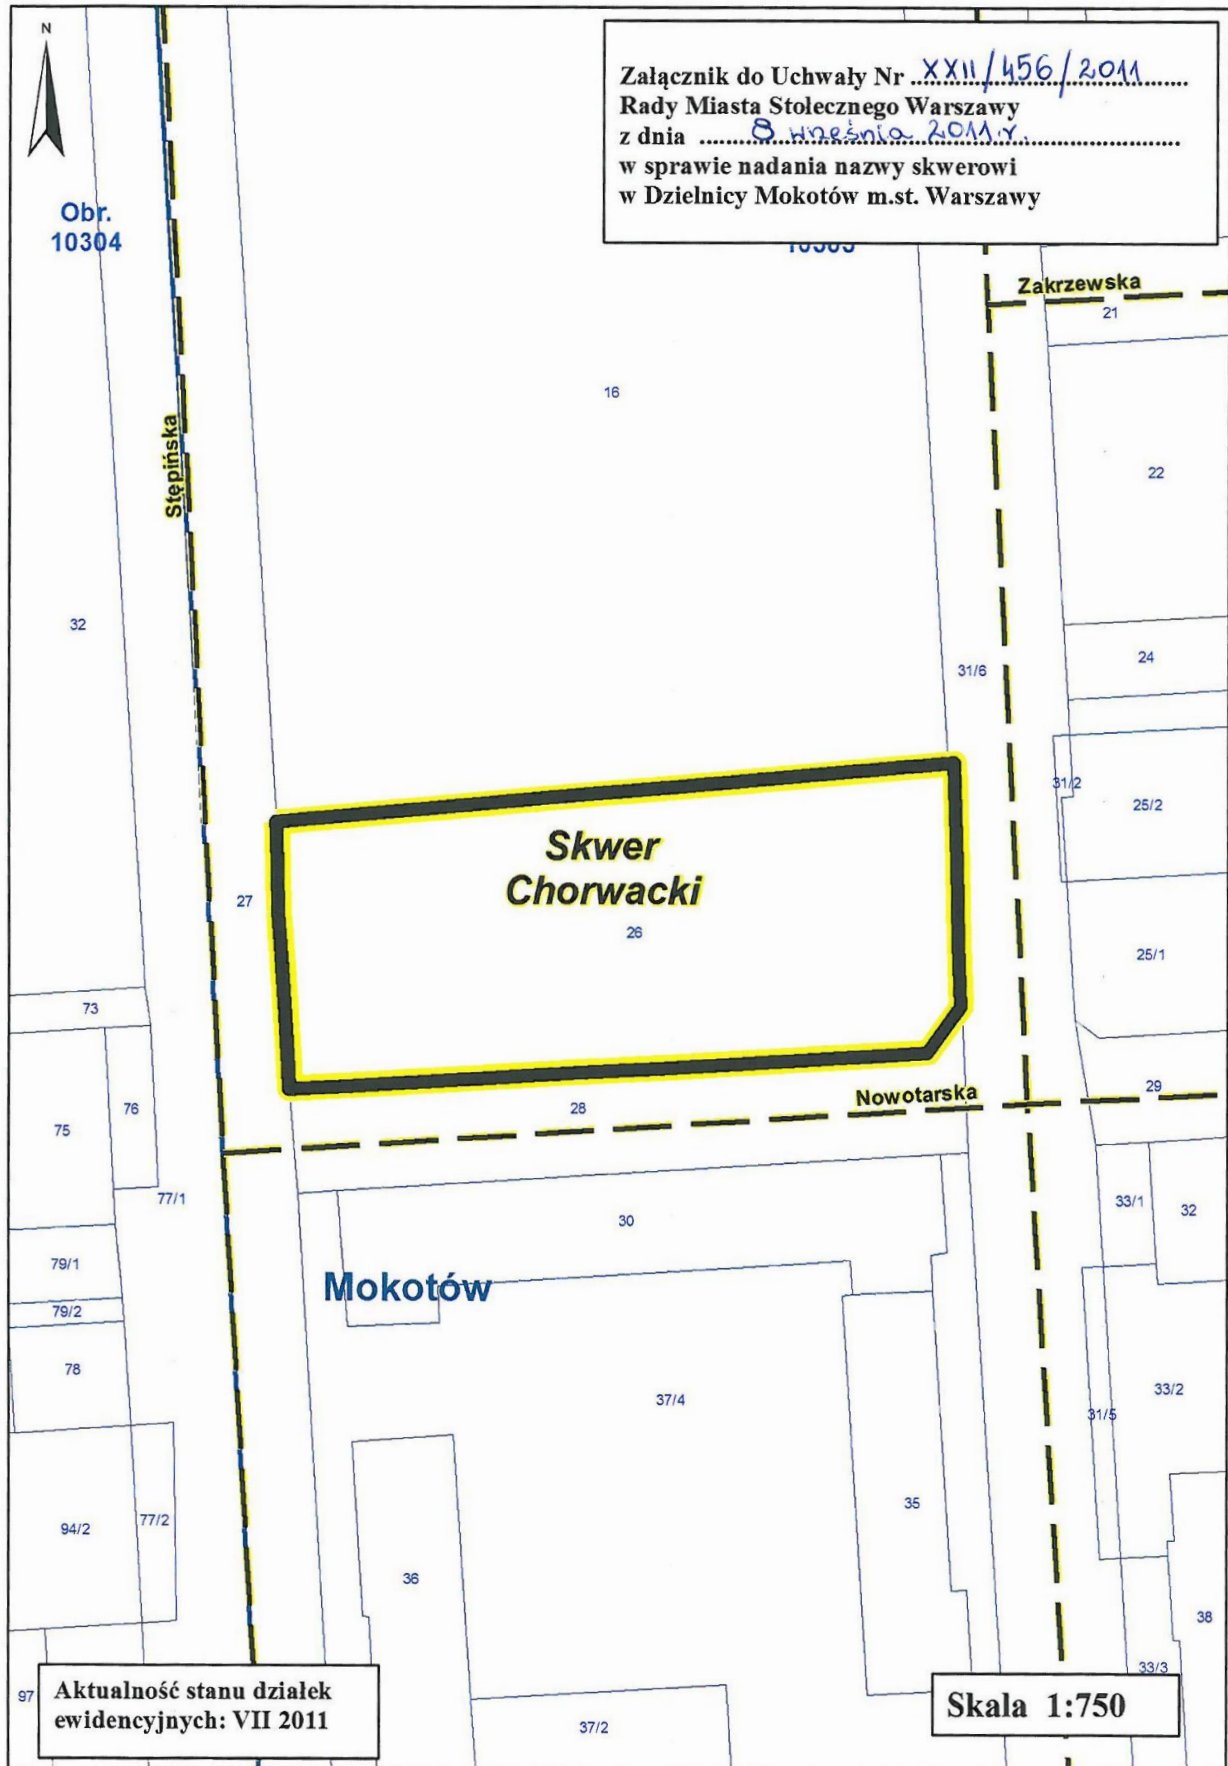 N
Załącznik do Uchwały Nr XXII/456/2011
Rady Miasta Stołecznego Warszawy
z dnia 8 września 2011 r.
w sprawie nadania nazwy skwerowi
w Dzielnicy Mokotów m.st. Warszawy
Obr.
10304
Zakrzewska
21
16
Stępińska
22
32
24
31/6
31/2
25/2
Skwer
Chorwacki
27
26
25/1
73
29
Nowotarska
28
76
75
77/1
33/1
32
30
79/1
Mokotów
79/2
78
33/2
37/4
31/5
35
77/2
94/2
36
38
33/3
97
Aktualność stanu działek
ewidencyjnych: VII 2011
Skala 1:750
37/2